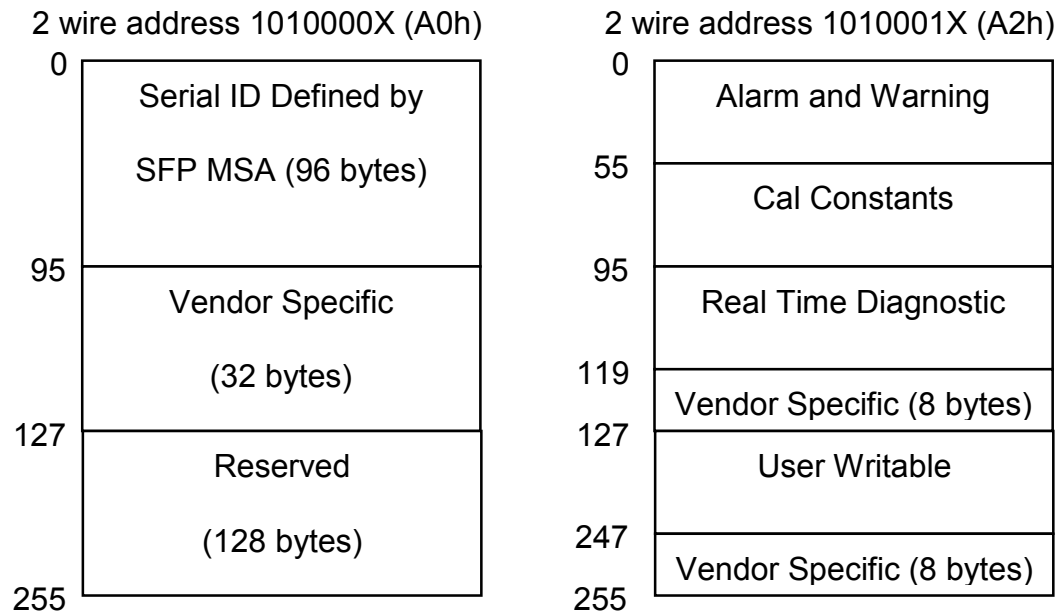 2 wire address 1010000X (A0h)
0
Serial ID Defined by
SFP MSA (96 bytes)
95
Vendor Specific
(32 bytes)
127
Reserved
(128 bytes)
255
2 wire address 1010001X (A2h)
0
Alarm and Warning
55
Cal Constants
95
Real Time Diagnostic
119
Vendor Specific (8 bytes)
127
User Writable
247
Vendor Specific (8 bytes)
255